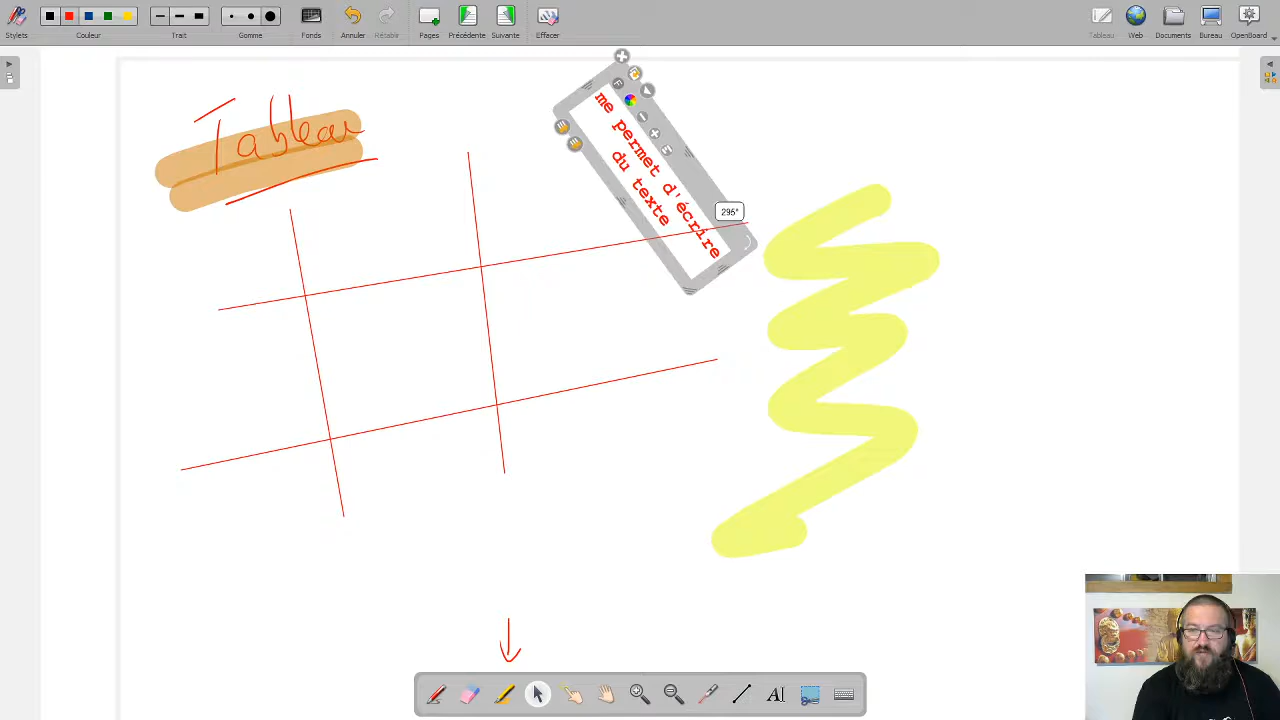 Stylets
Couleur
Trait
Gomme
Fonds
Annuler
Rétablir
Pages
Précédente
Suivante
Effacer
Tableau
Web
Documents
Bureau
OpenBoard
Tableau
me permet d'écrire
du texte
295°
AI